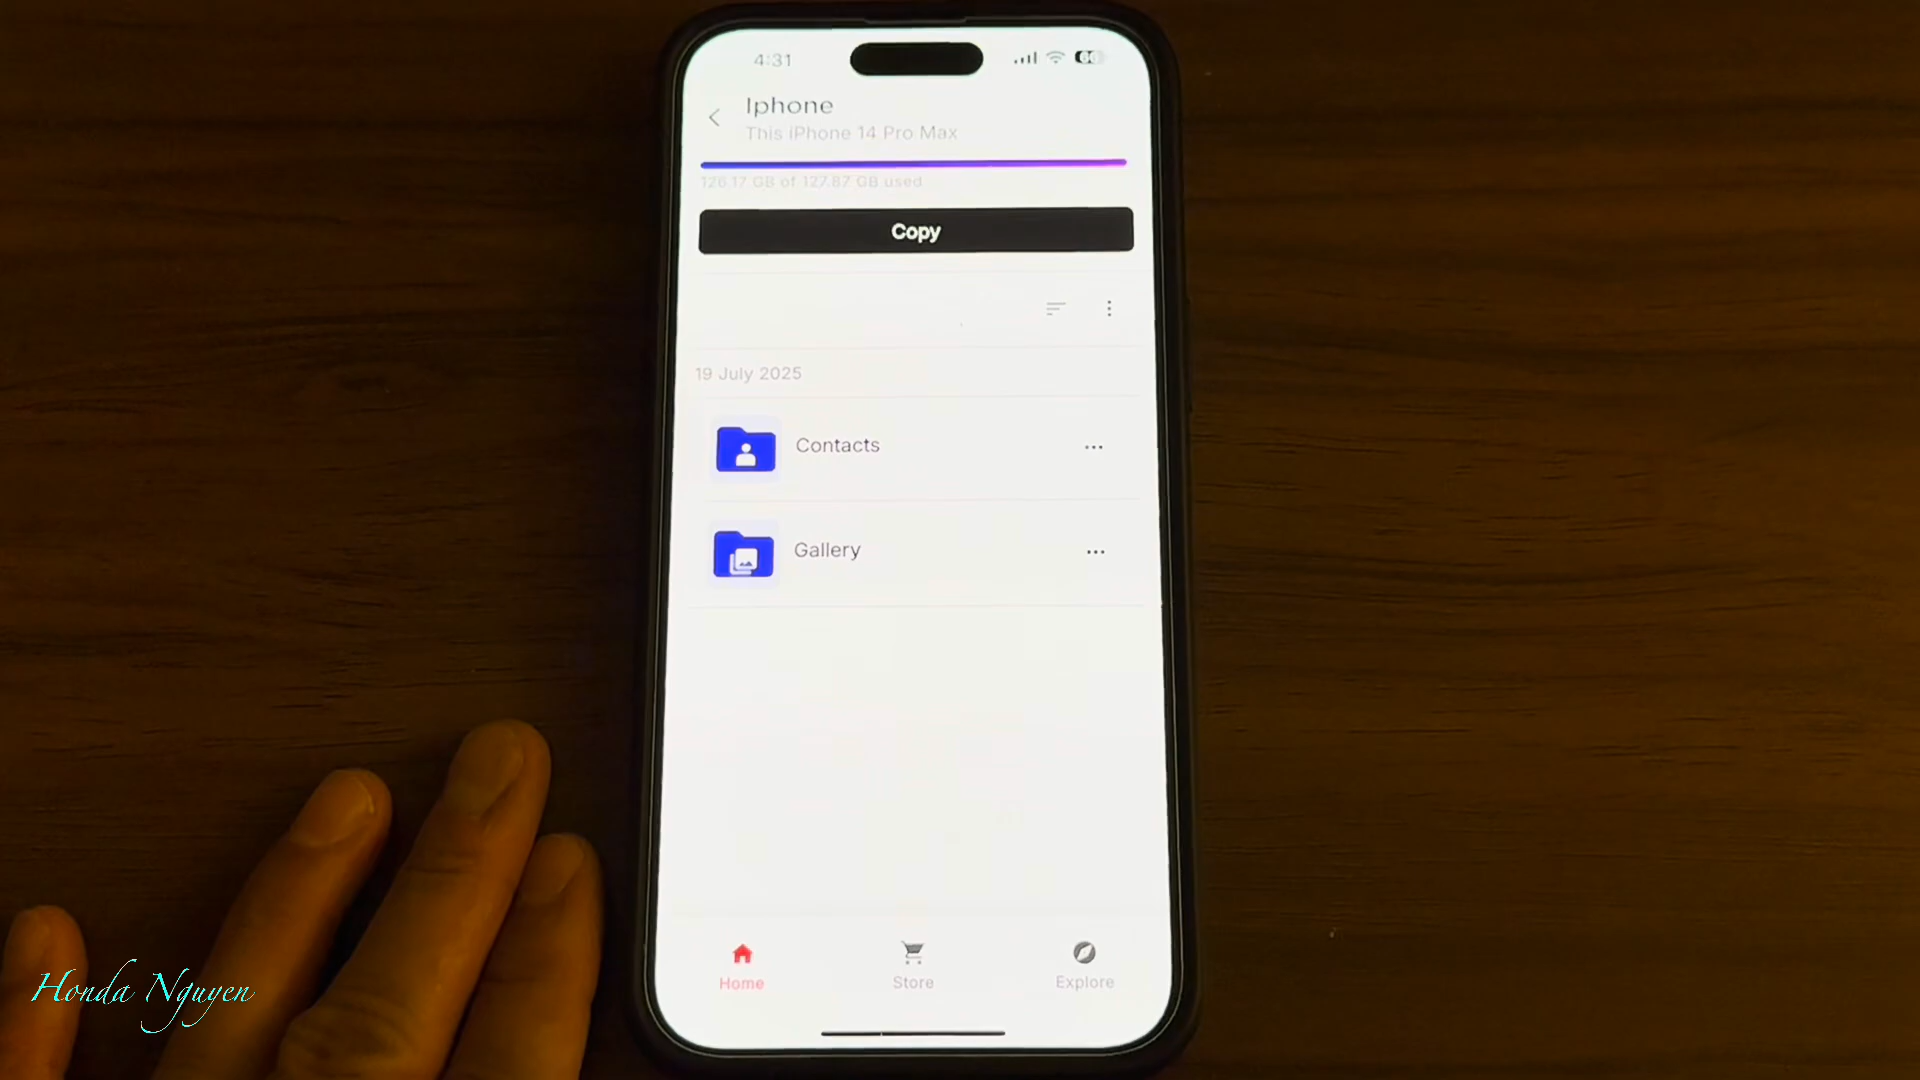 4:31
Iphone
This iPhone 14 Pro Max
126.17 GB of 127.87 GB used
Copy
19 July 2025
Contacts
Gallery
Home
Store
Explore
Honda Nguyen